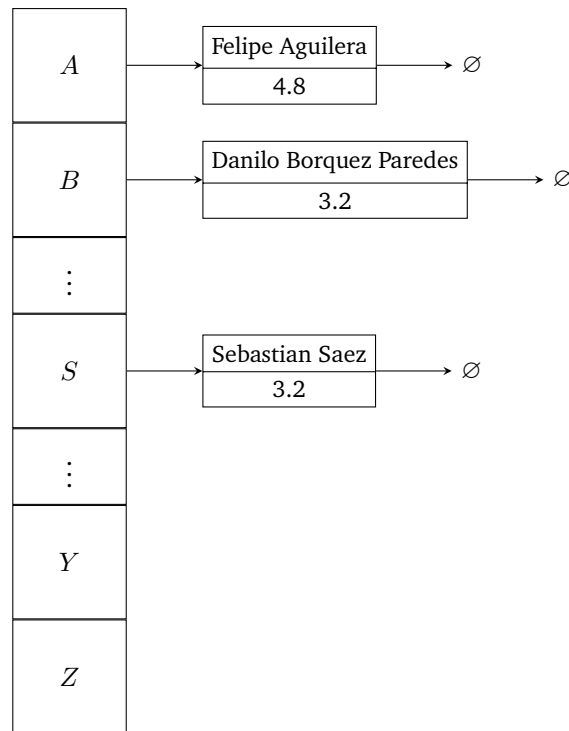 A
Felipe Aguilera
4.8
∅
B
Danilo Borquez Paredes
3.2
∅
⋮
S
Sebastian Saez
3.2
∅
⋮
Y
Z